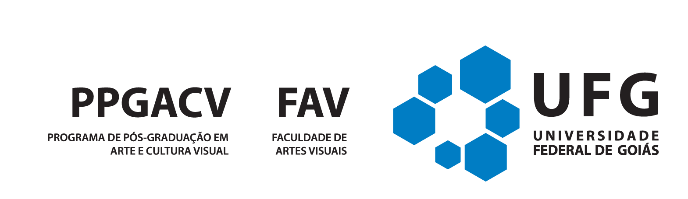 PPGACV
PROGRAMA DE PÓS-GRADUAÇÃO EM
ARTE E CULTURA VISUAL
FAV
FACULDADE DE
ARTES VISUAIS
UFG
UNIVERSIDADE
FEDERAL DE GOIÁS